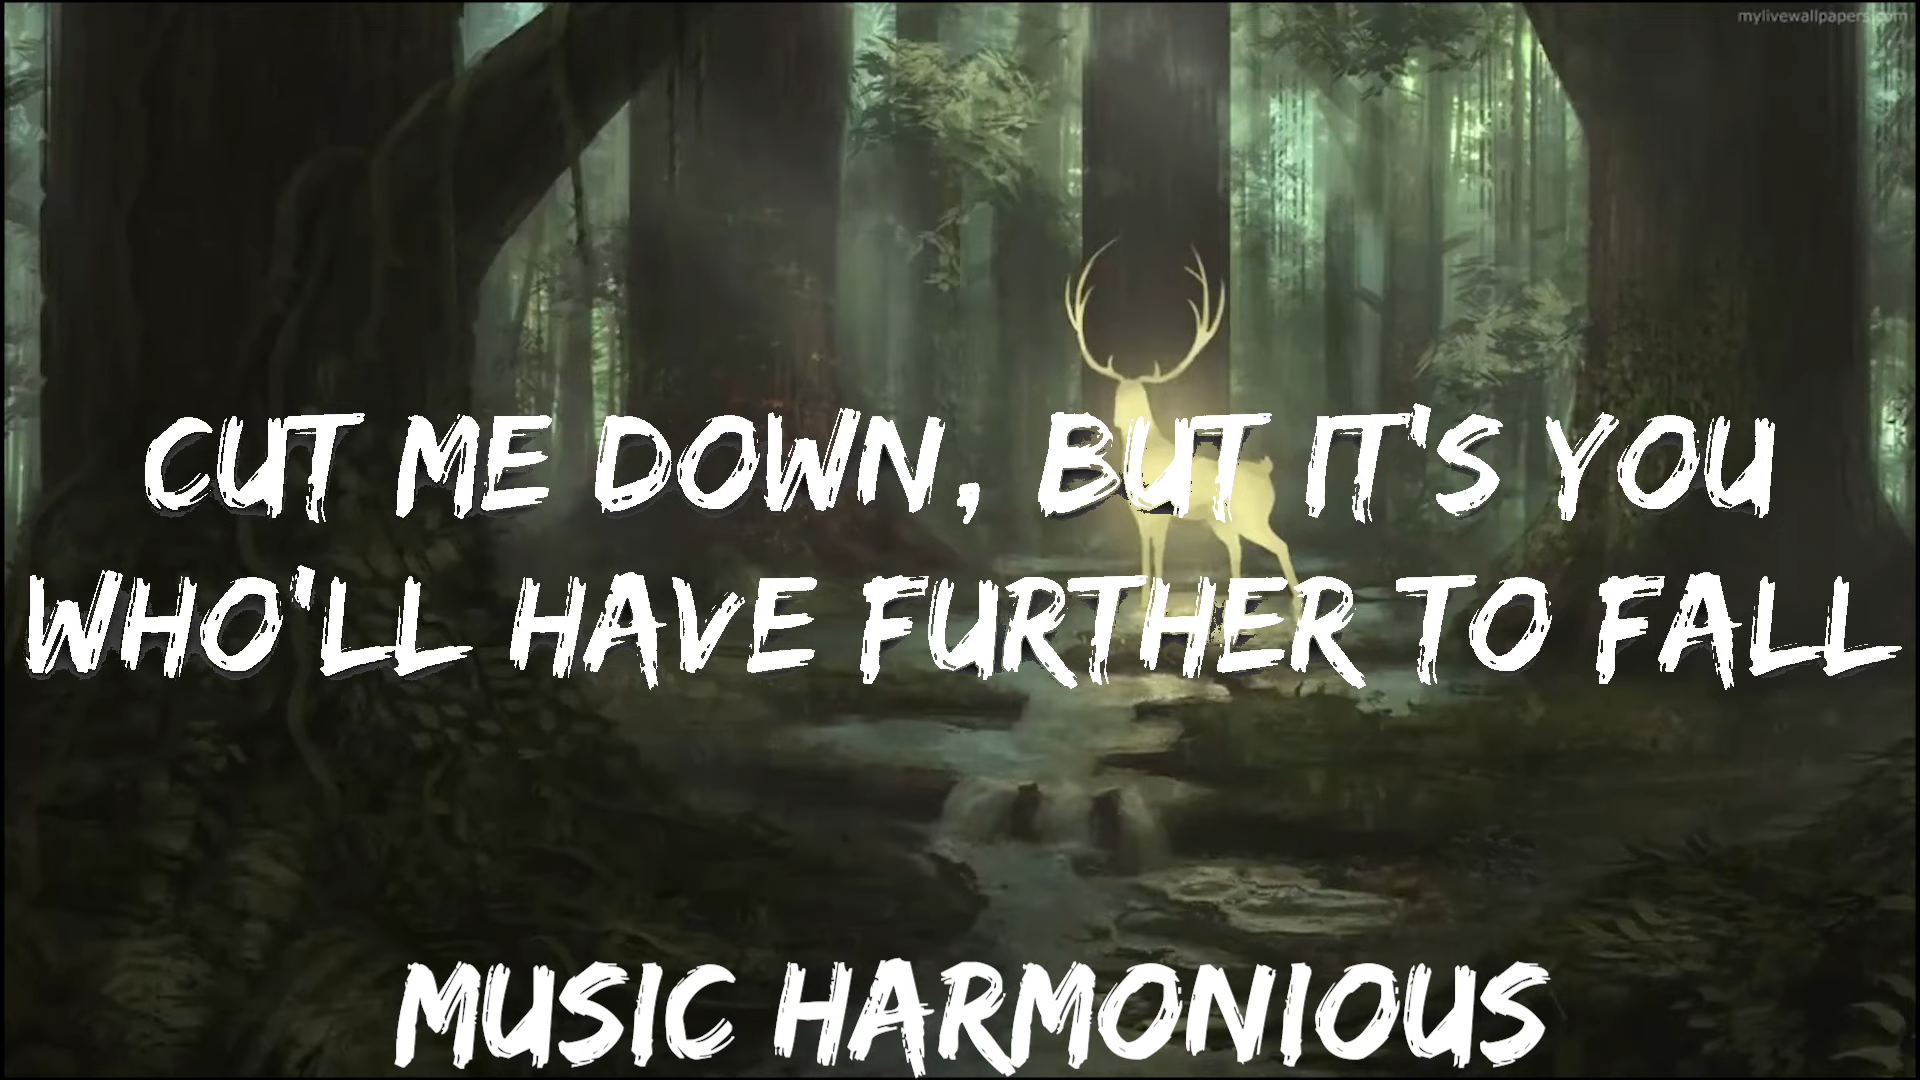 mylivewallpapers.com
CUT ME DOWN, BUT IT'S YOU
WHO'LL HAVE FURTHER TO FALL
MUSIC HARMONIOUS